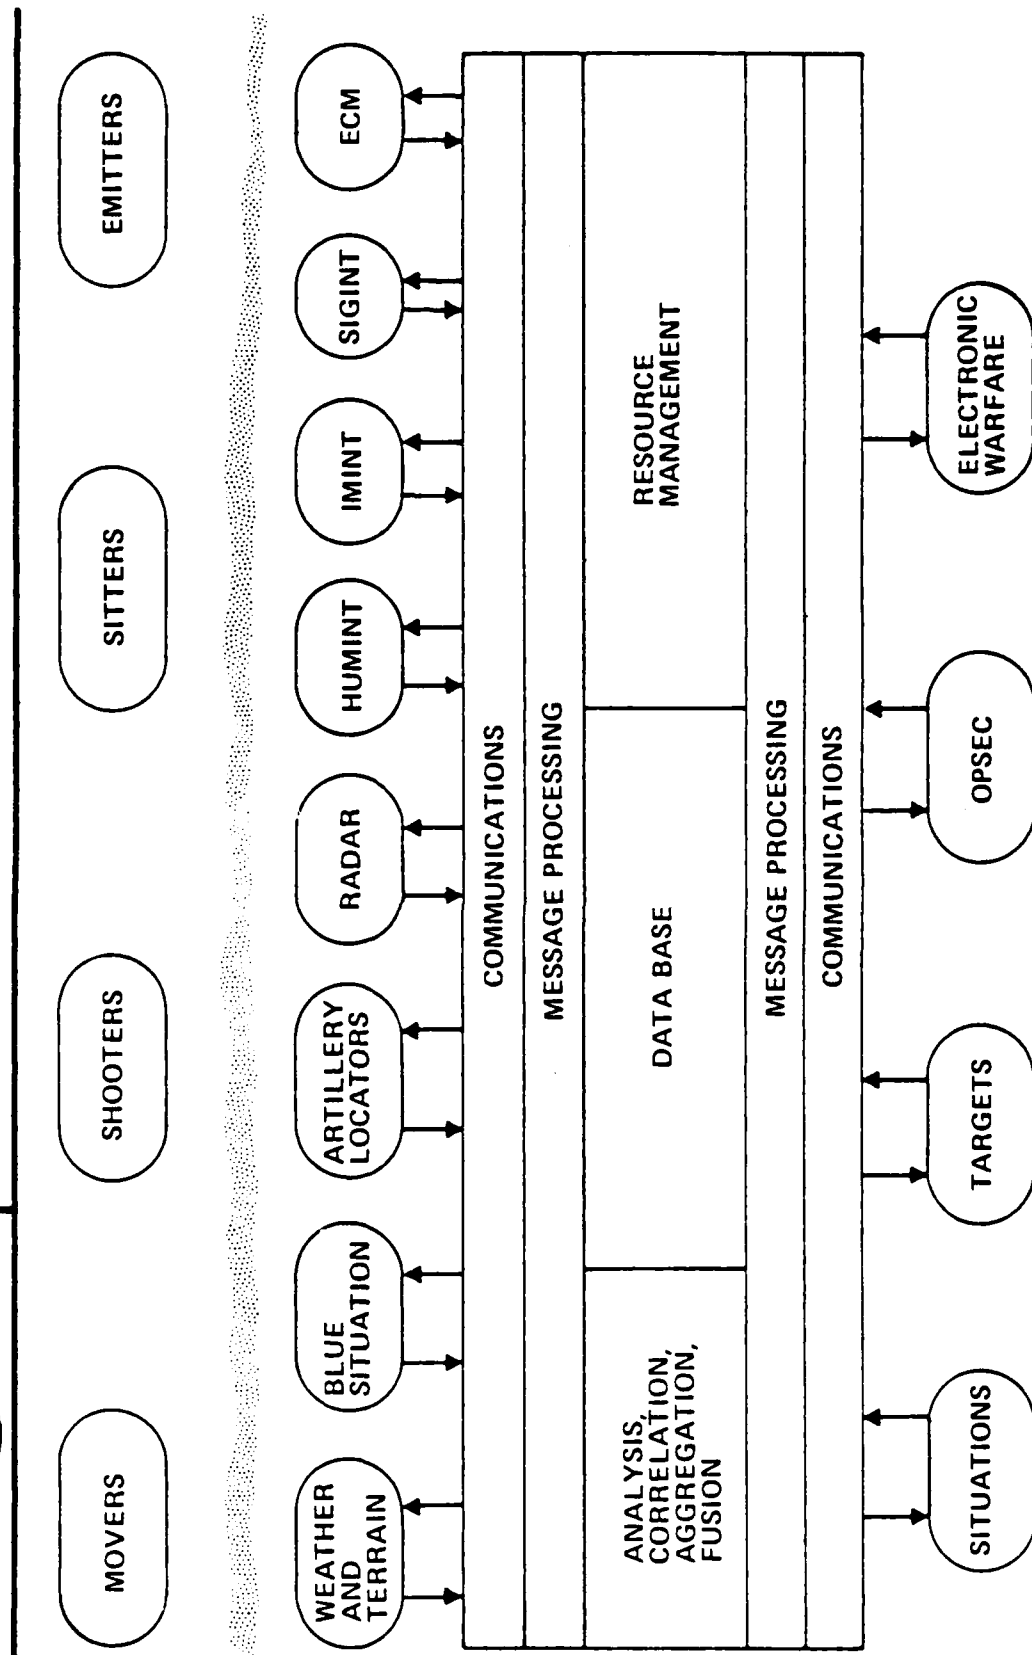 MOVERS
SHOOTERS
SITTERS
EMITTERS
WEATHER
AND
TERRAIN
BLUE
SITUATION
ARTILLERY
LOCATORS
RADAR
HUMINT
IMINT
SIGINT
ECM
COMMUNICATIONS
MESSAGE PROCESSING
ANALYSIS,
CORRELATION,
AGGREGATION,
FUSION
DATA BASE
RESOURCE
MANAGEMENT
MESSAGE PROCESSING
COMMUNICATIONS
SITUATIONS
TARGETS
OPSEC
ELECTRONIC
WARFARE